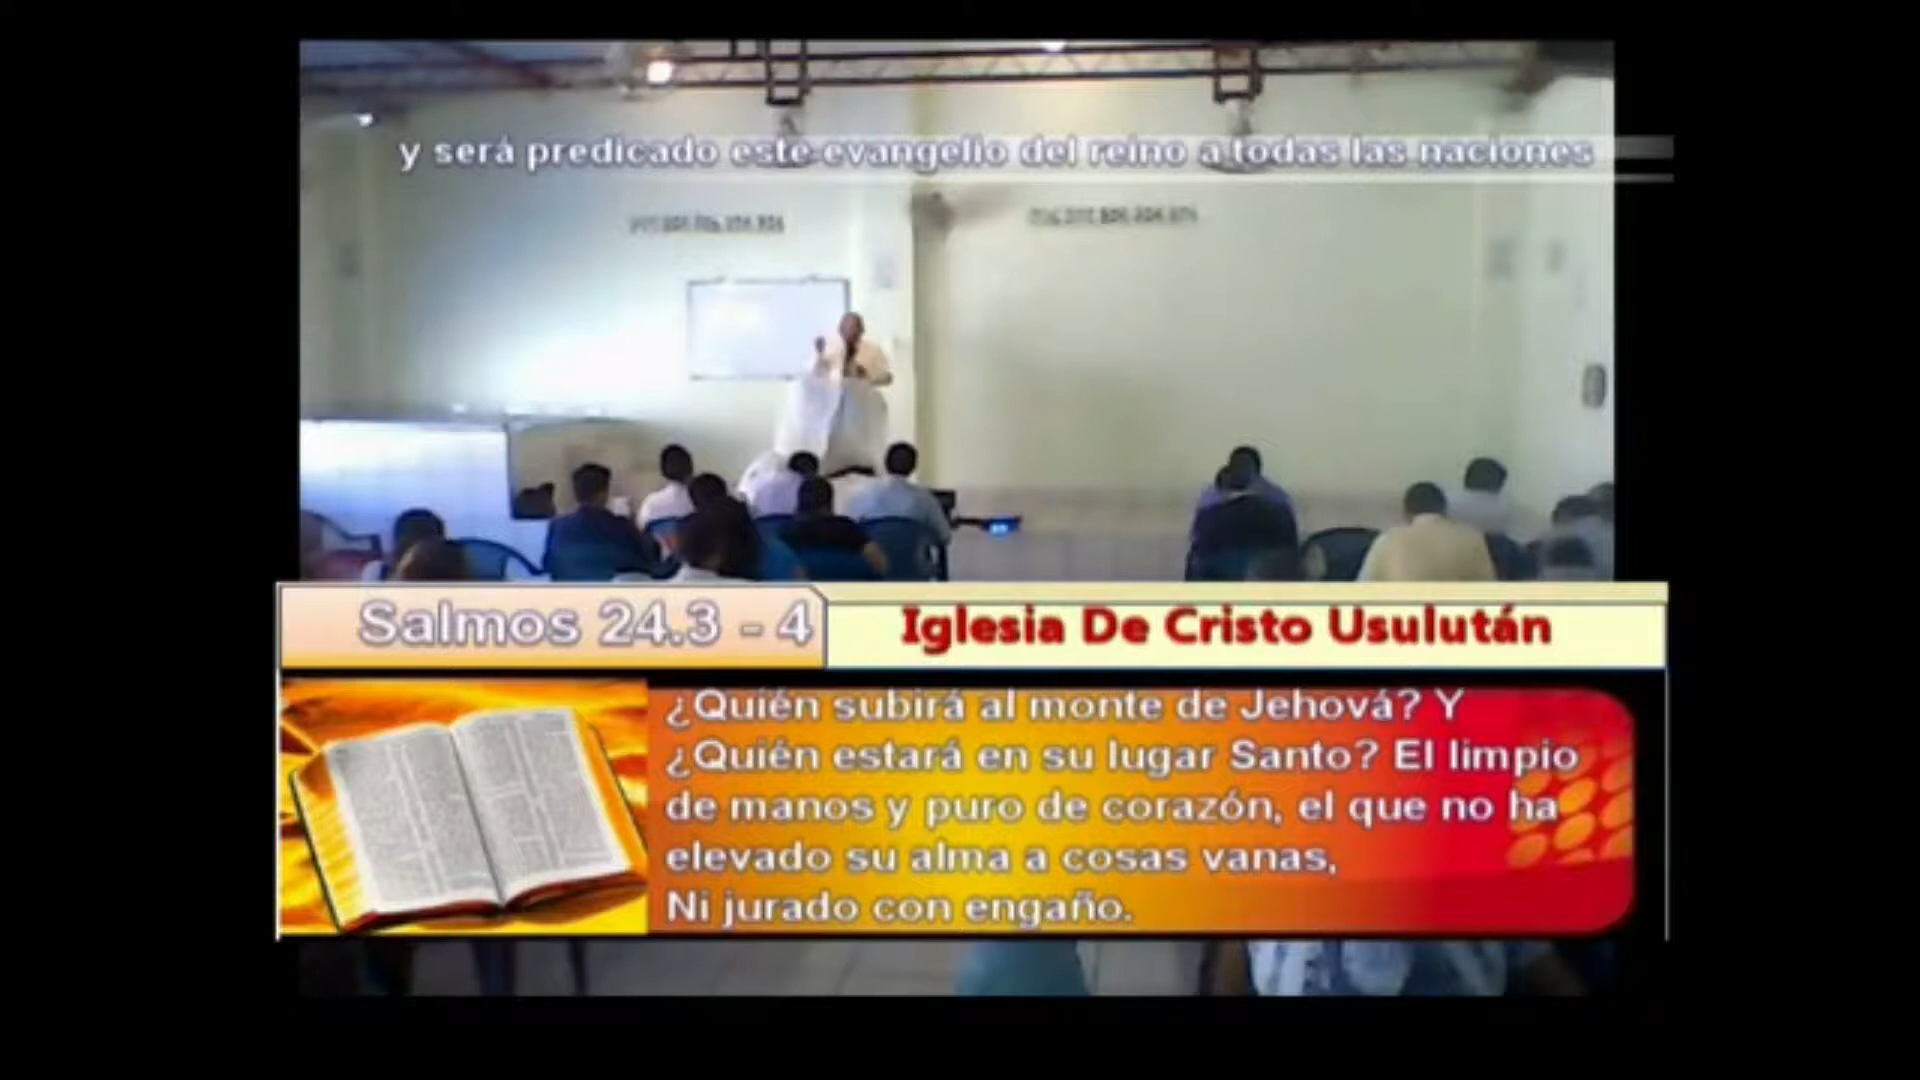 y será predicado este evangelio del reino a todas las naciones
Salmos 24.3 - 4
Iglesia De Cristo Usulután
¿Quién subirá al monte de Jehová? Y
¿Quién estará en su lugar Santo? El limpio
de manos y puro de corazón, el que no ha
elevado su alma a cosas vanas,
Ni jurado con engaño.